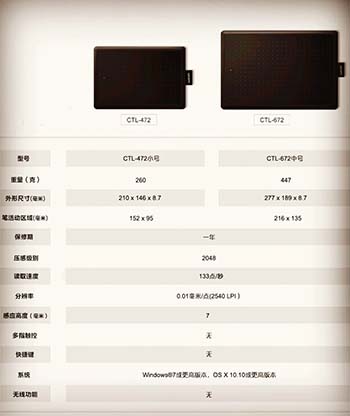 CTL-472
CTL-672
型号 CTL-472小号 CTL-672中号
重量（克） 260 447
外形尺寸(毫米) 210 x 146 x 8.7 277 x 189 x 8.7
笔活动区域(毫米) 152 x 95 216 x 135
保修期 一年
压感级别 2048
读取速度 133点/秒
分辨率 0.01毫米/点(2540 LPI )
感应高度（毫米） 7
多指触控 无
快捷键 无
系统 Windows®7或更高版本，OS X 10.10或更高版本
无线功能 无